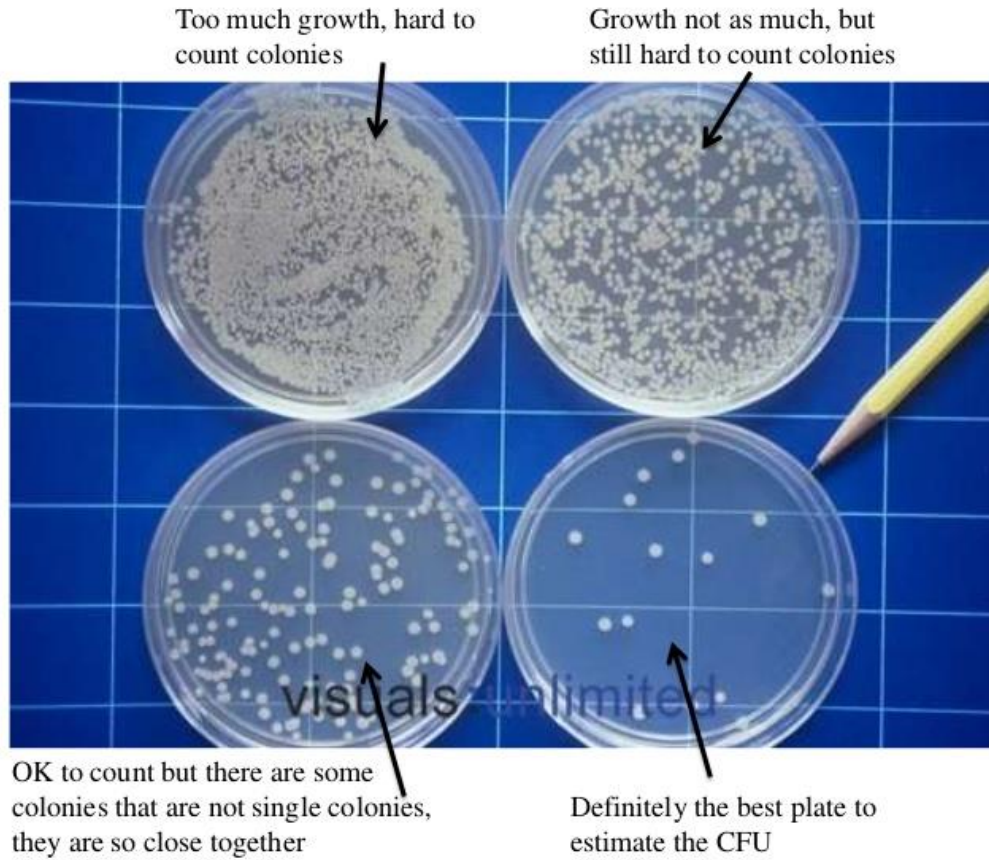 Too much growth, hard to
count colonies
Growth not as much, but
still hard to count colonies
visuals unlimited
OK to count but there are some
colonies that are not single colonies,
they are so close together
Definitely the best plate to
estimate the CFU